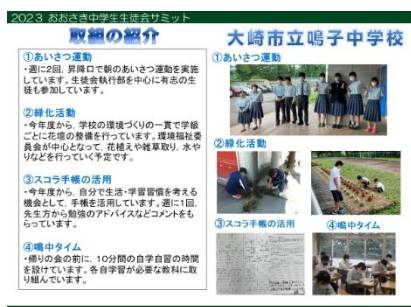 2023 おおさき中学生生徒会サミット
取組の紹介
①あいさつ運動
・週に2回, 昇降口で朝のあいさつ運動を実施
しています。生徒会執行部を中心に有志の生
徒も参加しています。
②緑化活動
・今年度から, 学校の環境づくりの一貫で学級
ごとに花壇の整備を行っています。環境福祉委
員会が中心となって, 花植えや雑草取り, 水や
りなどを行っていく予定です。
③スコラ手帳の活用
・今年度から, 自分で生活・学習習慣を考える
機会として, 手帳を活用しています。週に1回,
先生方から勉強のアドバイスなどコメントをも
らっています。
④鳴中タイム
・帰りの会の前に, 10分間の自学自習の時間
を設けています。各自学習が必要な教科に取
り組んでいます。
大崎市立鳴子中学校
①あいさつ運動
②緑化活動
③スコラ手帳の活用
④鳴中タイム